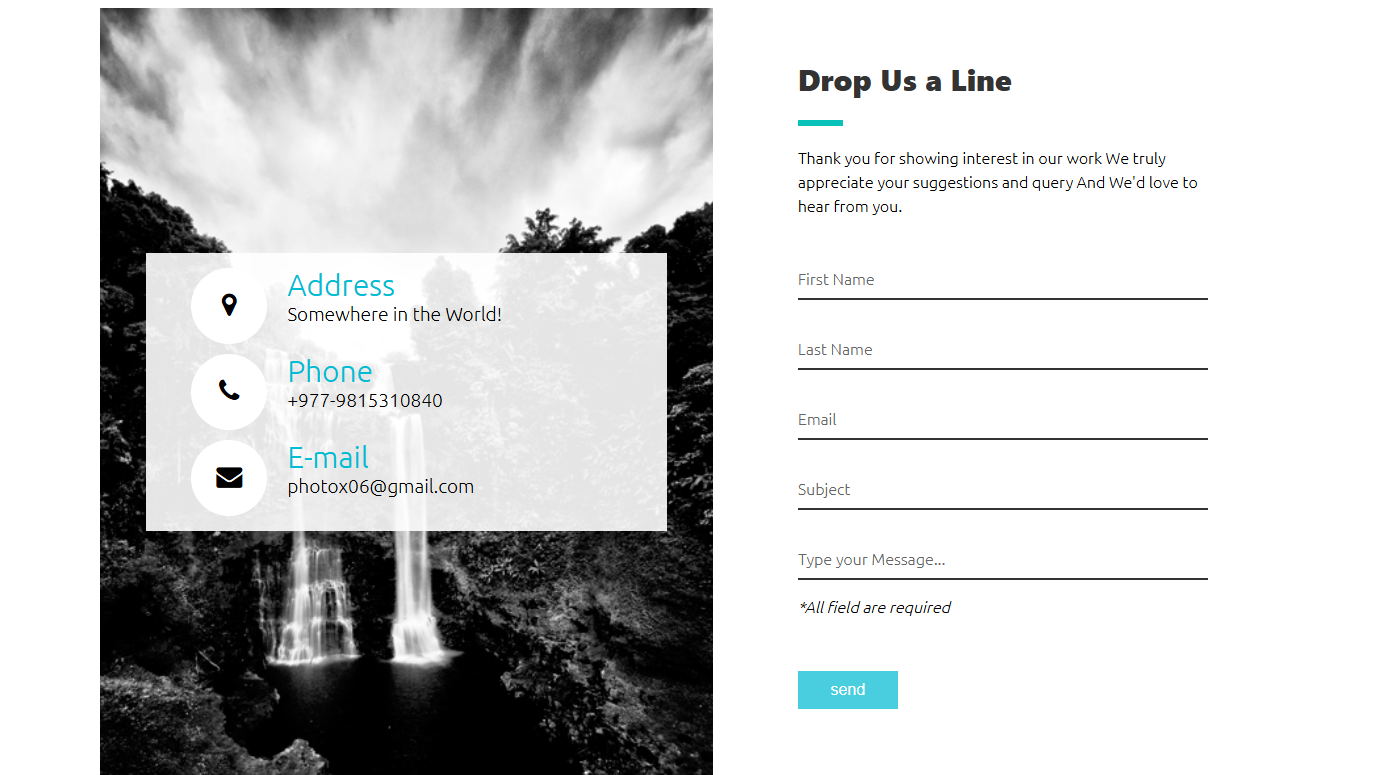 Address
Somewhere in the World!
Phone
+977-9815310840
E-mail
photox06@gmail.com
Drop Us a Line
Thank you for showing interest in our work We truly
appreciate your suggestions and query And We'd love to
hear from you.
First Name
Last Name
Email
Subject
Type your Message...
*All field are required
send